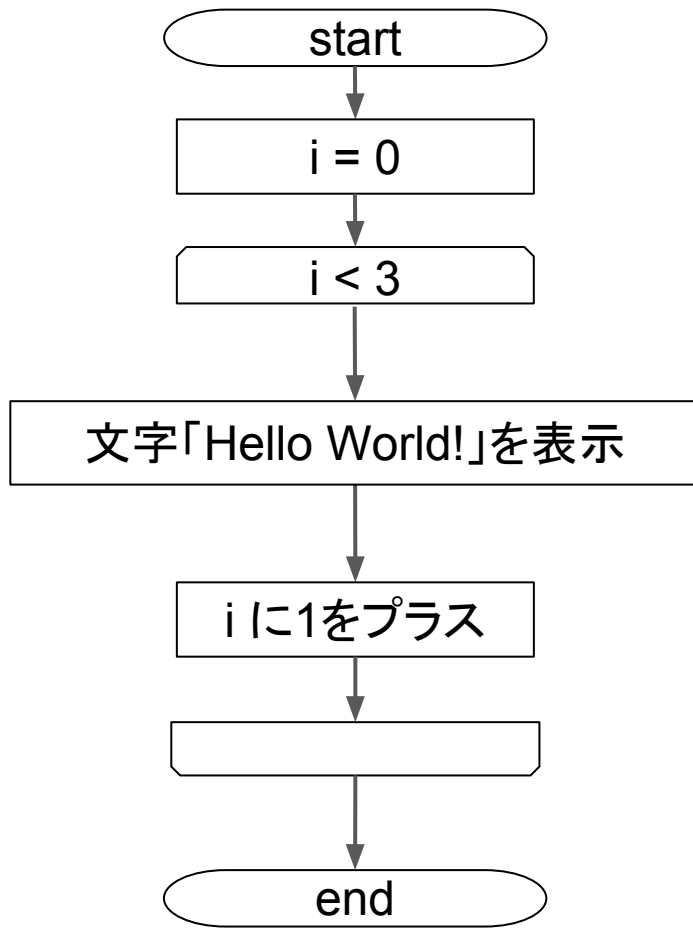 start
i = 0
i < 3
文字「Hello World!」を表示
i に1をプラス
end